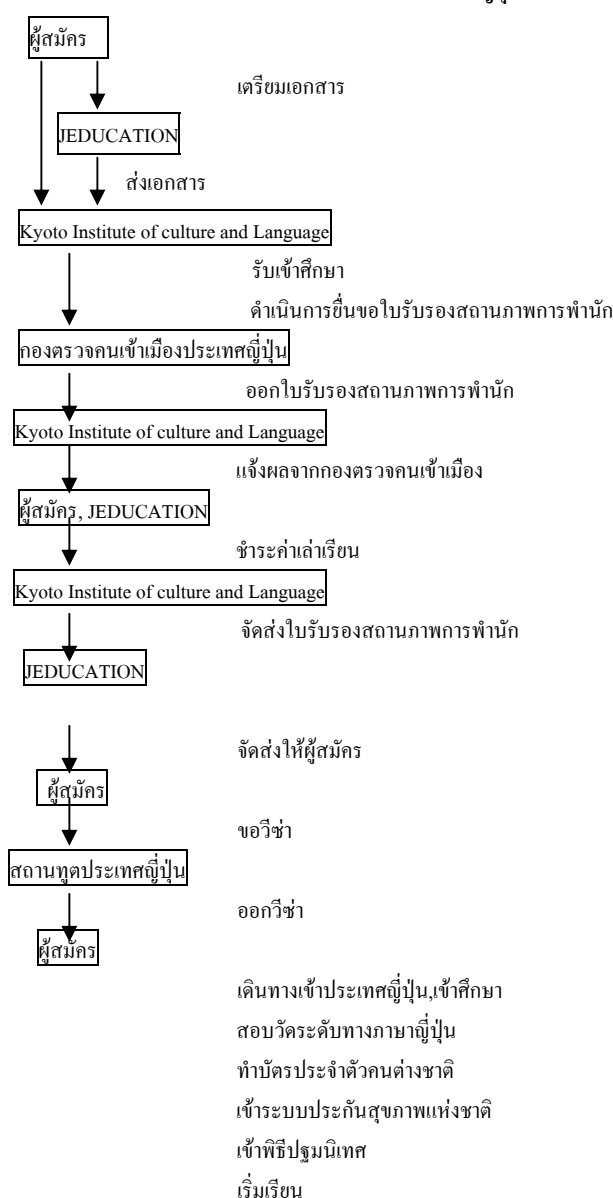 ผู้สมัคร
เตรียมเอกสาร
JEDUCATION
ส่งเอกสาร
Kyoto Institute of culture and Language
รับเข้าศึกษา
ดำเนินการยื่นขอใบรับรองสถานภาพการพำนัก
กองตรวจคนเข้าเมืองประเทศญี่ปุ่น
ออกใบรับรองสถานภาพการพำนัก
Kyoto Institute of culture and Language
แจ้งผลจากกองตรวจคนเข้าเมือง
ผู้สมัคร, JEDUCATION
ชำระค่าเล่าเรียน
Kyoto Institute of culture and Language
จัดส่งใบรับรองสถานภาพการพำนัก
JEDUCATION
จัดส่งให้ผู้สมัคร
ผู้สมัคร
ขอวีซ่า
สถานทูตประเทศญี่ปุ่น
ออกวีซ่า
ผู้สมัคร
เดินทางเข้าประเทศญี่ปุ่น,เข้าศึกษา
สอบวัดระดับทางภาษาญี่ปุ่น
ทำบัตรประจำตัวคนต่างชาติ
เข้าระบบประกันสุขภาพแห่งชาติ
เข้าพิธีปฐมนิเทศ
เริ่มเรียน